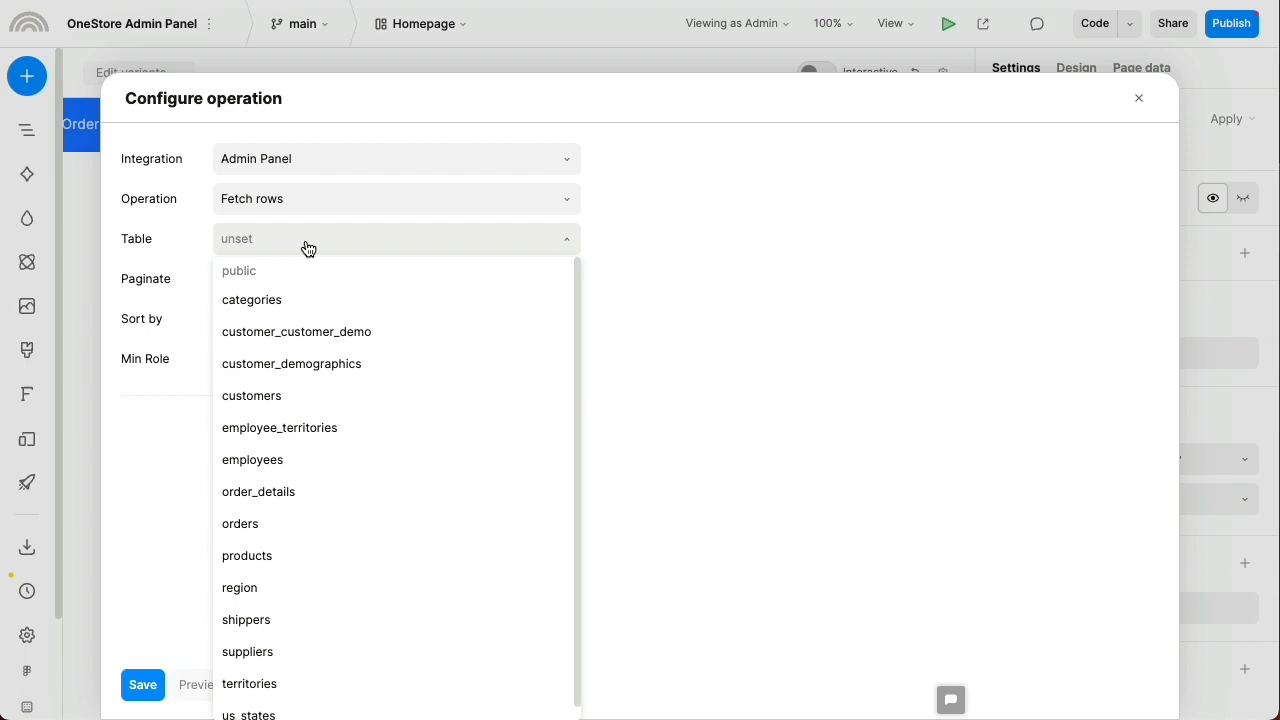 OneStore Admin Panel
main
Homepage
Viewing as Admin
100%
View
Code
Share
Publish
Edit variants
Interactive
Settings
Design
Page data
Order
Configure operation
Apply
Integration
Admin Panel
Operation
Fetch rows
Table
unset
Paginate
public
Sort by
categories
customer_customer_demo
Min Role
customer_demographics
customers
employee_territories
employees
order_details
orders
products
region
shippers
suppliers
territories
Save
us_states